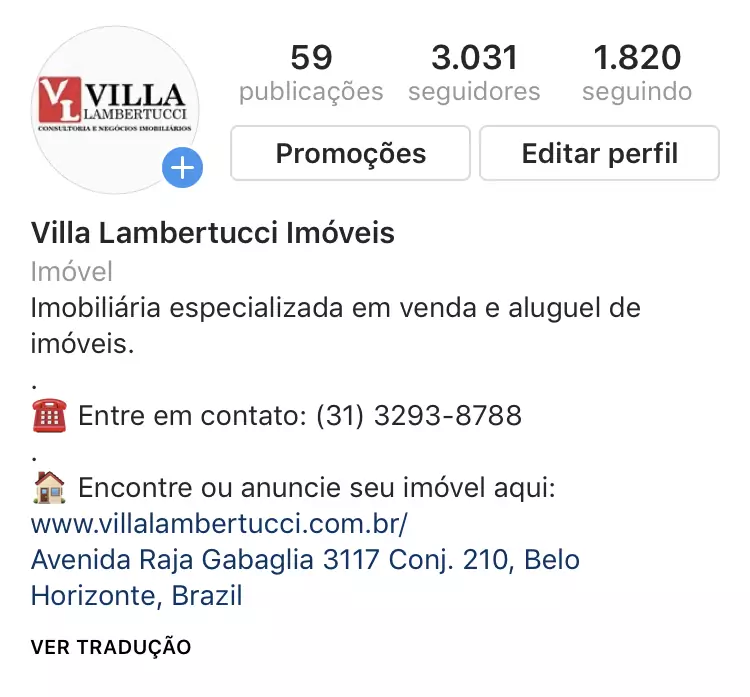 59
3.031
1.820
publicações
seguidores
seguindo
VL VILLA
LAMBERTUCCI
CONSULTORIA E NEGÓCIOS IMOBILIÁRIOS
Promoções
Editar perfil
Villa Lambertucci Imóveis
Imóvel
Imobiliária especializada em venda e aluguel de
imóveis.
.
☎️ Entre em contato: (31) 3293-8788
.
🏠 Encontre ou anuncie seu imóvel aqui:
www.villalambertucci.com.br/
Avenida Raja Gabaglia 3117 Conj. 210, Belo
Horizonte, Brazil
VER TRADUÇÃO